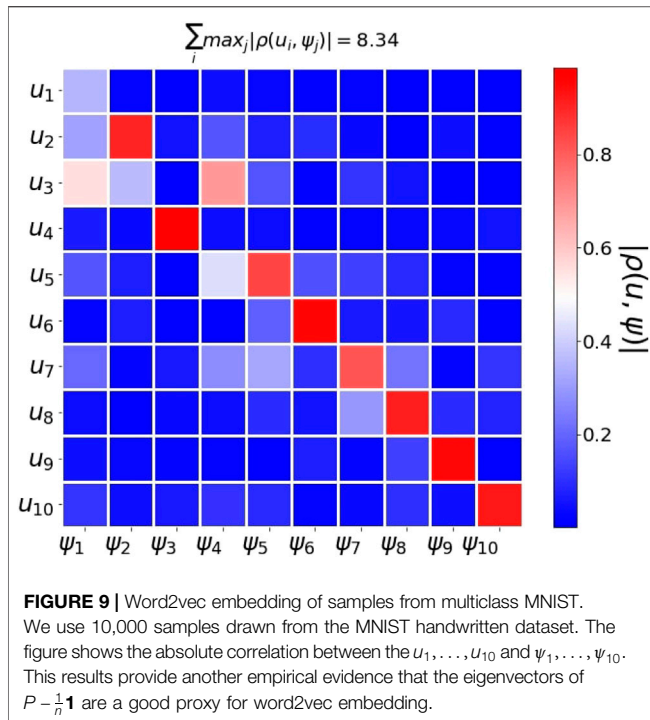 ∑ᵢ maxⱼ|ρ(uᵢ, ψⱼ)| = 8.34
u₁
u₂
u₃
u₄
u₅
u₆
u₇
u₈
u₉
u₁₀
ψ₁ ψ₂ ψ₃ ψ₄ ψ₅ ψ₆ ψ₇ ψ₈ ψ₉ ψ₁₀
0.8
0.6
0.4
0.2
|ρ(u, ψ)|
FIGURE 9 | Word2vec embedding of samples from multiclass MNIST.
We use 10,000 samples drawn from the MNIST handwritten dataset. The
figure shows the absolute correlation between the u₁, . . . , u₁₀ and ψ₁, . . . , ψ₁₀.
This results provide another empirical evidence that the eigenvectors of
P − 1/n 1 are a good proxy for word2vec embedding.